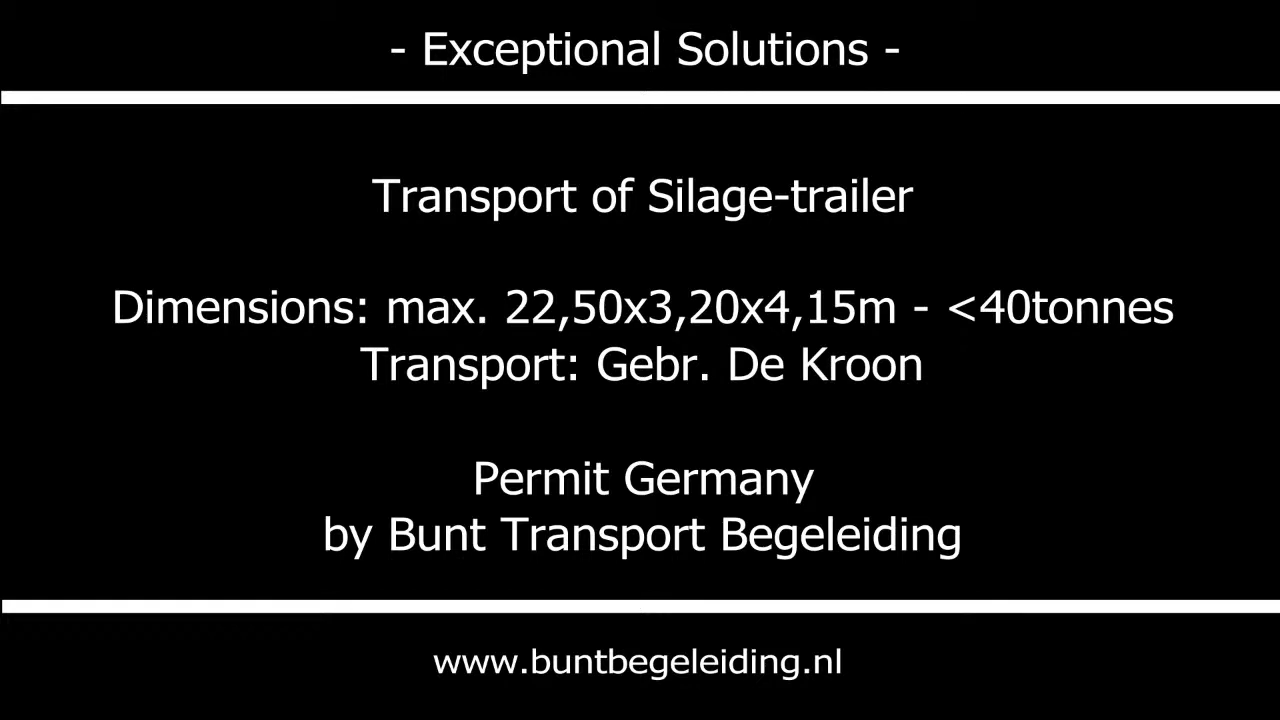 - Exceptional Solutions -
Transport of Silage-trailer
Dimensions: max. 22,50x3,20x4,15m - <40tonnes
Transport: Gebr. De Kroon
Permit Germany
by Bunt Transport Begeleiding
www.buntbegeleiding.nl